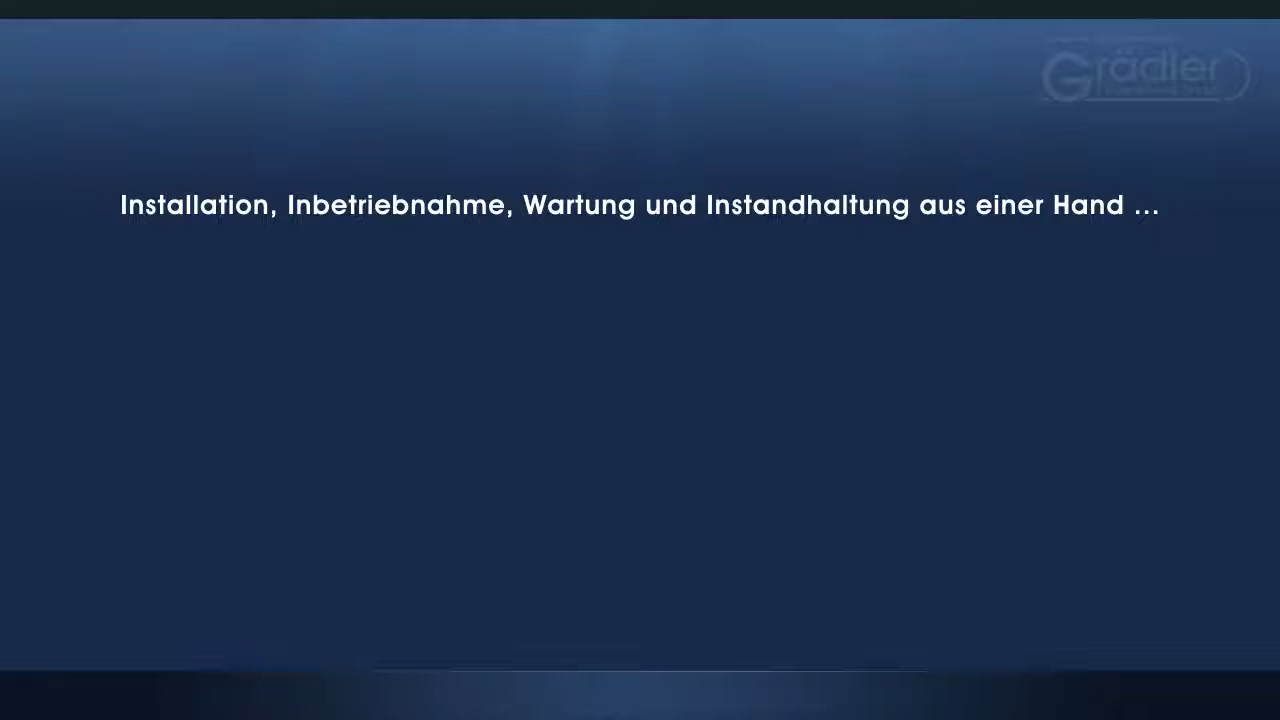 Grädler
Installation, Inbetriebnahme, Wartung und Instandhaltung aus einer Hand ...